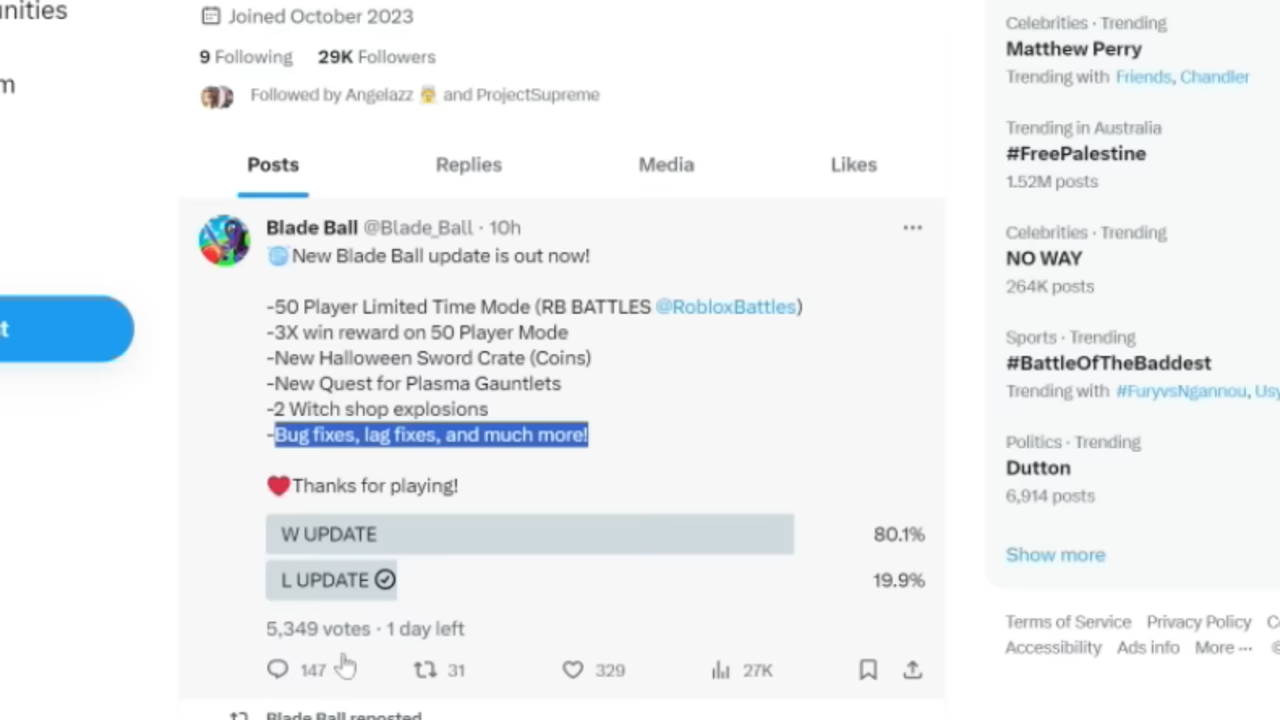 nities
Joined October 2023
9 Following 29K Followers
m
Followed by Angelazz and ProjectSupreme
Posts Replies Media Likes
t
Blade Ball @Blade_Ball · 10h
New Blade Ball update is out now!
-50 Player Limited Time Mode (RB BATTLES @RobloxBattles)
-3X win reward on 50 Player Mode
-New Halloween Sword Crate (Coins)
-New Quest for Plasma Gauntlets
-2 Witch shop explosions
-Bug fixes, lag fixes, and much more!
❤️Thanks for playing!
W UPDATE 80.1%
L UPDATE 19.9%
5,349 votes · 1 day left
147 31 329 27K
Blade Ball reposted
Celebrities · Trending
Matthew Perry
Trending with Friends, Chandler
Trending in Australia
#FreePalestine
1.52M posts
Celebrities · Trending
NO WAY
264K posts
Sports · Trending
#BattleOfTheBaddest
Trending with #FuryvsNgannou, Usy
Politics · Trending
Dutton
6,914 posts
Show more
Terms of Service Privacy Policy C
Accessibility Ads info More ··· ©